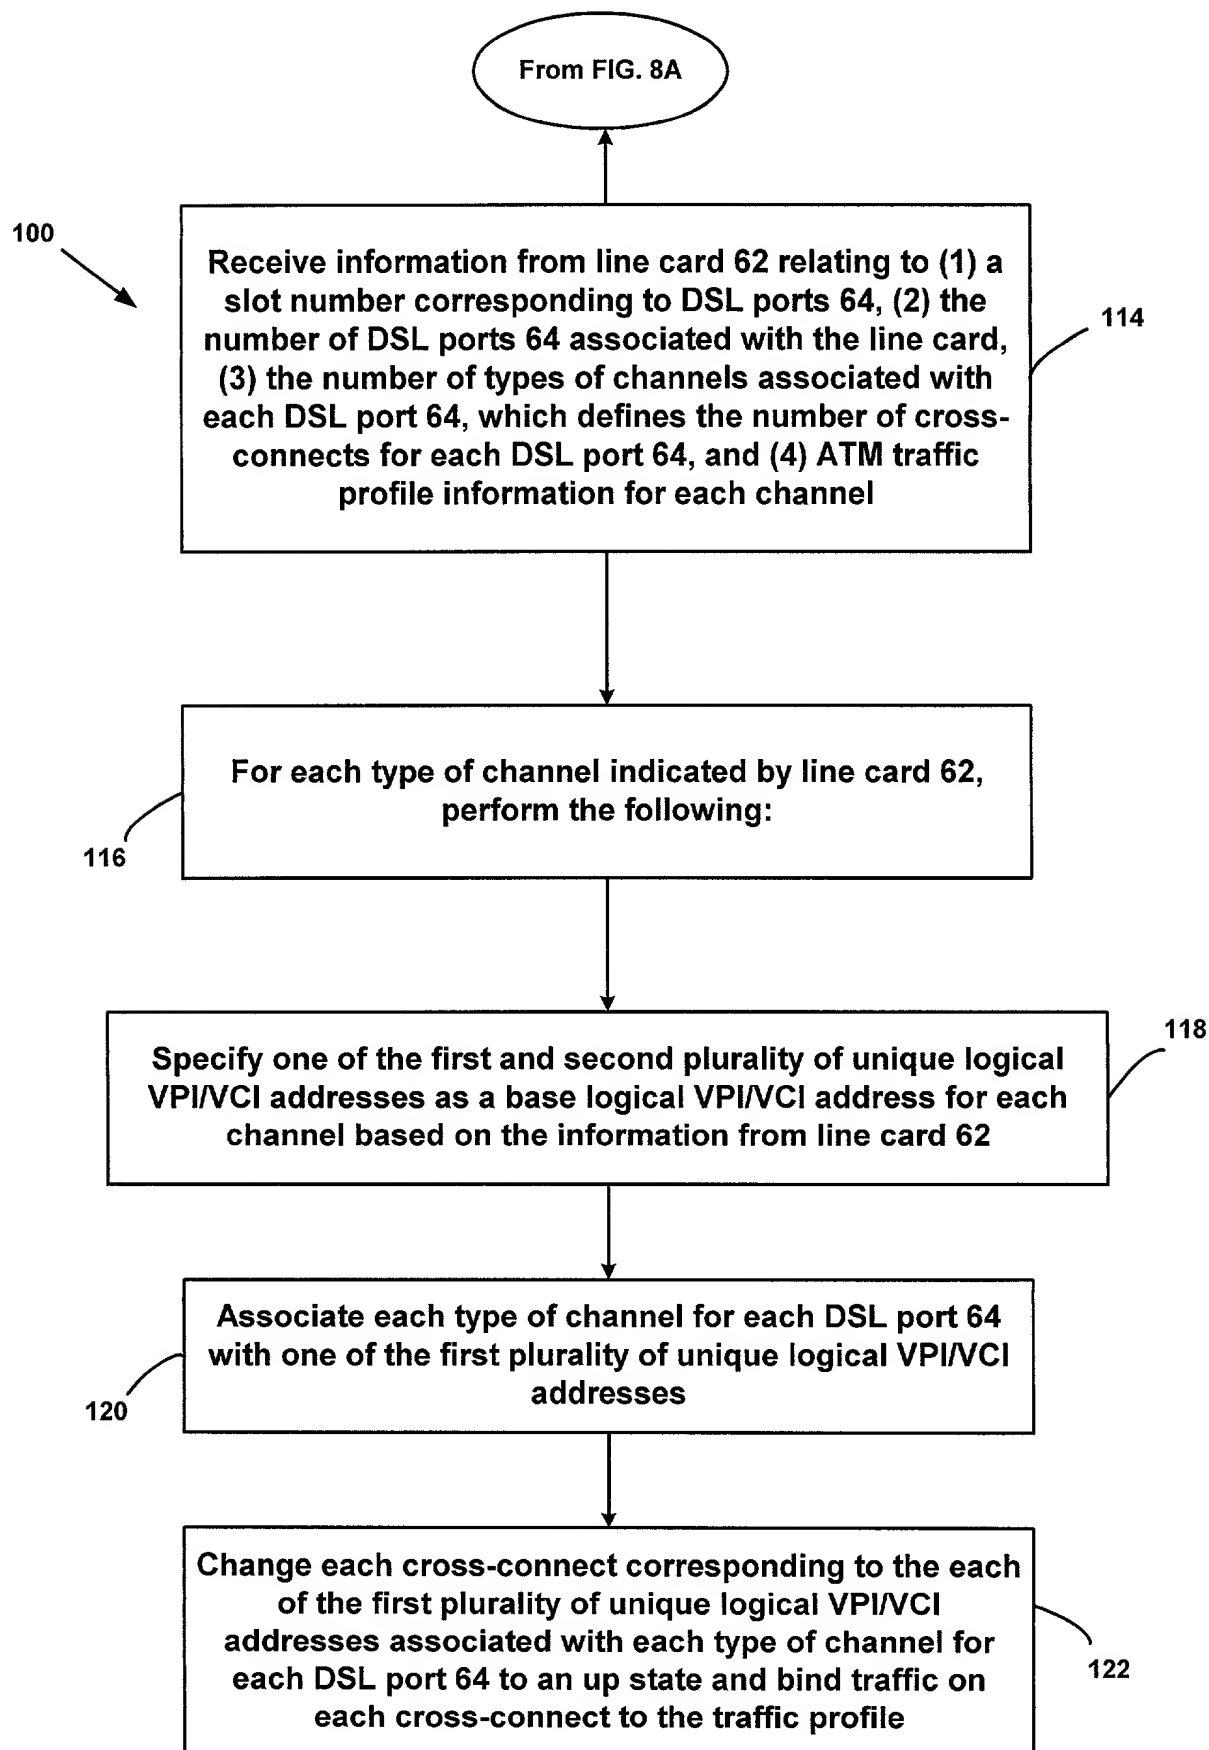 From FIG. 8A
100
Receive information from line card 62 relating to (1) a
slot number corresponding to DSL ports 64, (2) the
number of DSL ports 64 associated with the line card,
(3) the number of types of channels associated with
each DSL port 64, which defines the number of cross-
connects for each DSL port 64, and (4) ATM traffic
profile information for each channel
114
For each type of channel indicated by line card 62,
perform the following:
116
Specify one of the first and second plurality of unique logical
VPI/VCI addresses as a base logical VPI/VCI address for each
channel based on the information from line card 62
118
Associate each type of channel for each DSL port 64
with one of the first plurality of unique logical VPI/VCI
addresses
120
Change each cross-connect corresponding to the each
of the first plurality of unique logical VPI/VCI
addresses associated with each type of channel for
each DSL port 64 to an up state and bind traffic on
each cross-connect to the traffic profile
122